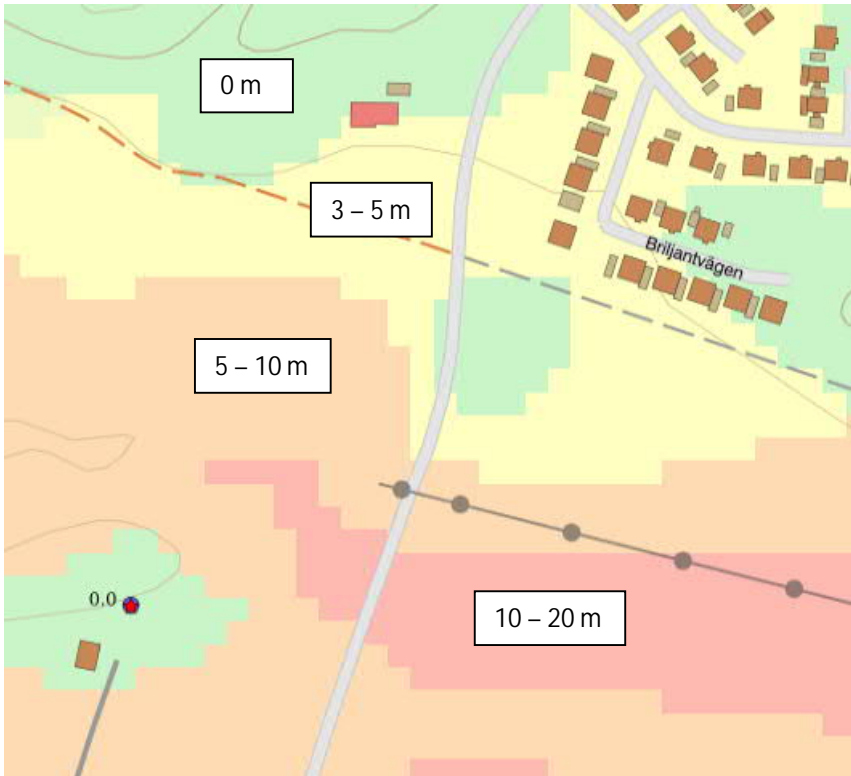 0 m
3 – 5 m
Briljantvägen
5 – 10 m
0,0
10 – 20 m